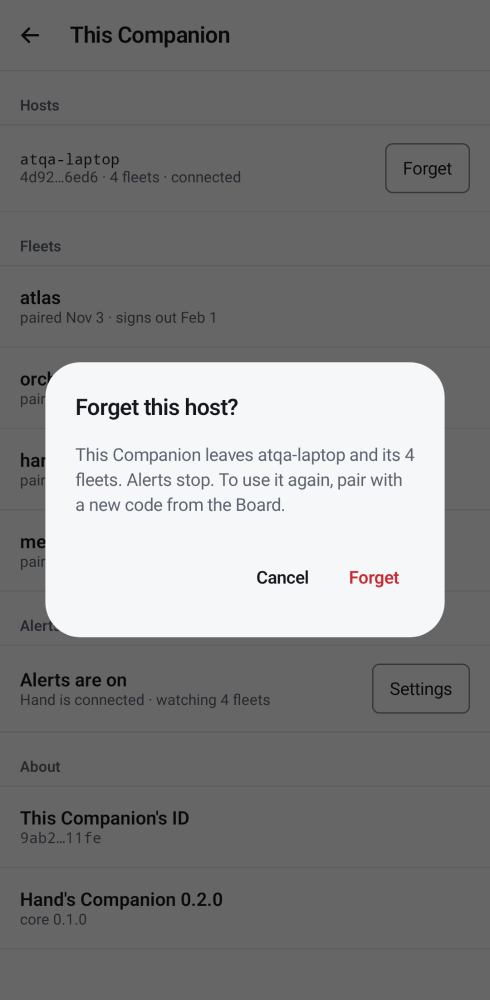 This Companion
Hosts
atqa-laptop
4d92…6ed6 · 4 fleets · connected
Forget
Fleets
atlas
paired Nov 3 · signs out Feb 1
Forget this host?
This Companion leaves atqa-laptop and its 4
fleets. Alerts stop. To use it again, pair with
a new code from the Board.
Cancel
Forget
Alerts are on
Hand is connected · watching 4 fleets
Settings
About
This Companion's ID
9ab2…11fe
Hand's Companion 0.2.0
core 0.1.0